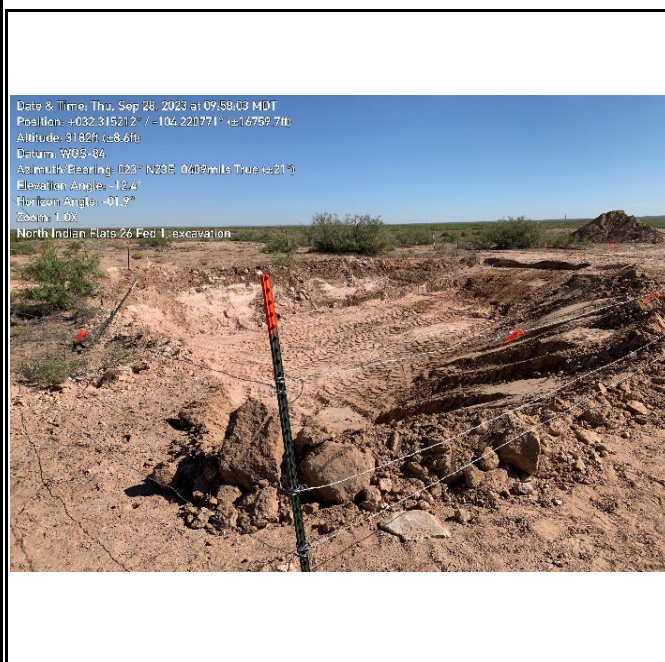 Date & Time: Thu, Sep 28, 2023 at 09:58:03 MDT
Position: +032.315212° / -104.220771° (±16759.7ft)
Altitude: 3182ft (±8.6ft)
Datum: WGS-84
Azimuth/Bearing: 023° N23E 0409mils True (±21°)
Elevation Angle: -12.4°
Horizon Angle: -01.9°
Zoom: 1.0X
North Indian Flats 26 Fed 1, excavation